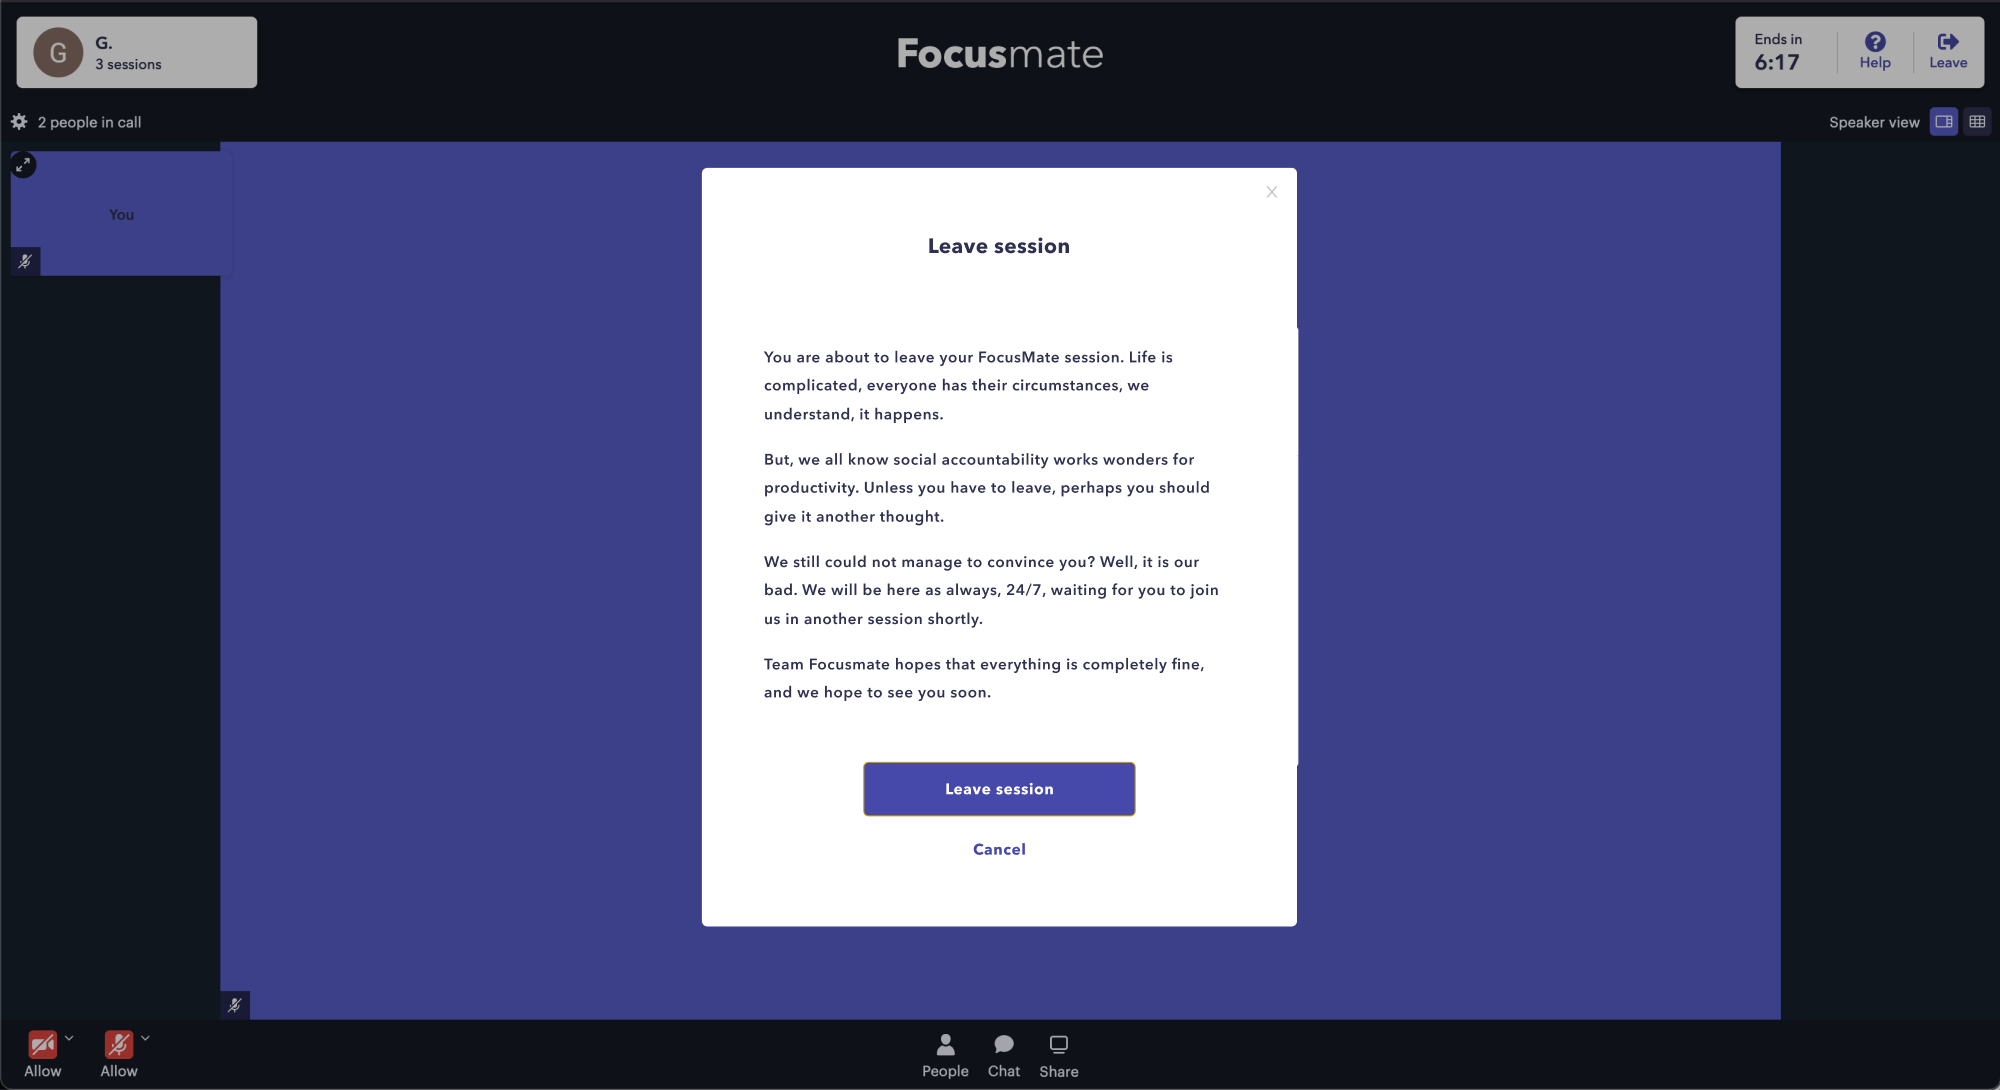 G
G.
3 sessions
Focusmate
Ends in
6:17
Help
Leave
2 people in call
Speaker view
You
Leave session
You are about to leave your FocusMate session. Life is
complicated, everyone has their circumstances, we
understand, it happens.
But, we all know social accountability works wonders for
productivity. Unless you have to leave, perhaps you should
give it another thought.
We still could not manage to convince you? Well, it is our
bad. We will be here as always, 24/7, waiting for you to join
us in another session shortly.
Team Focusmate hopes that everything is completely fine,
and we hope to see you soon.
Leave session
Cancel
Allow
Allow
People
Chat
Share